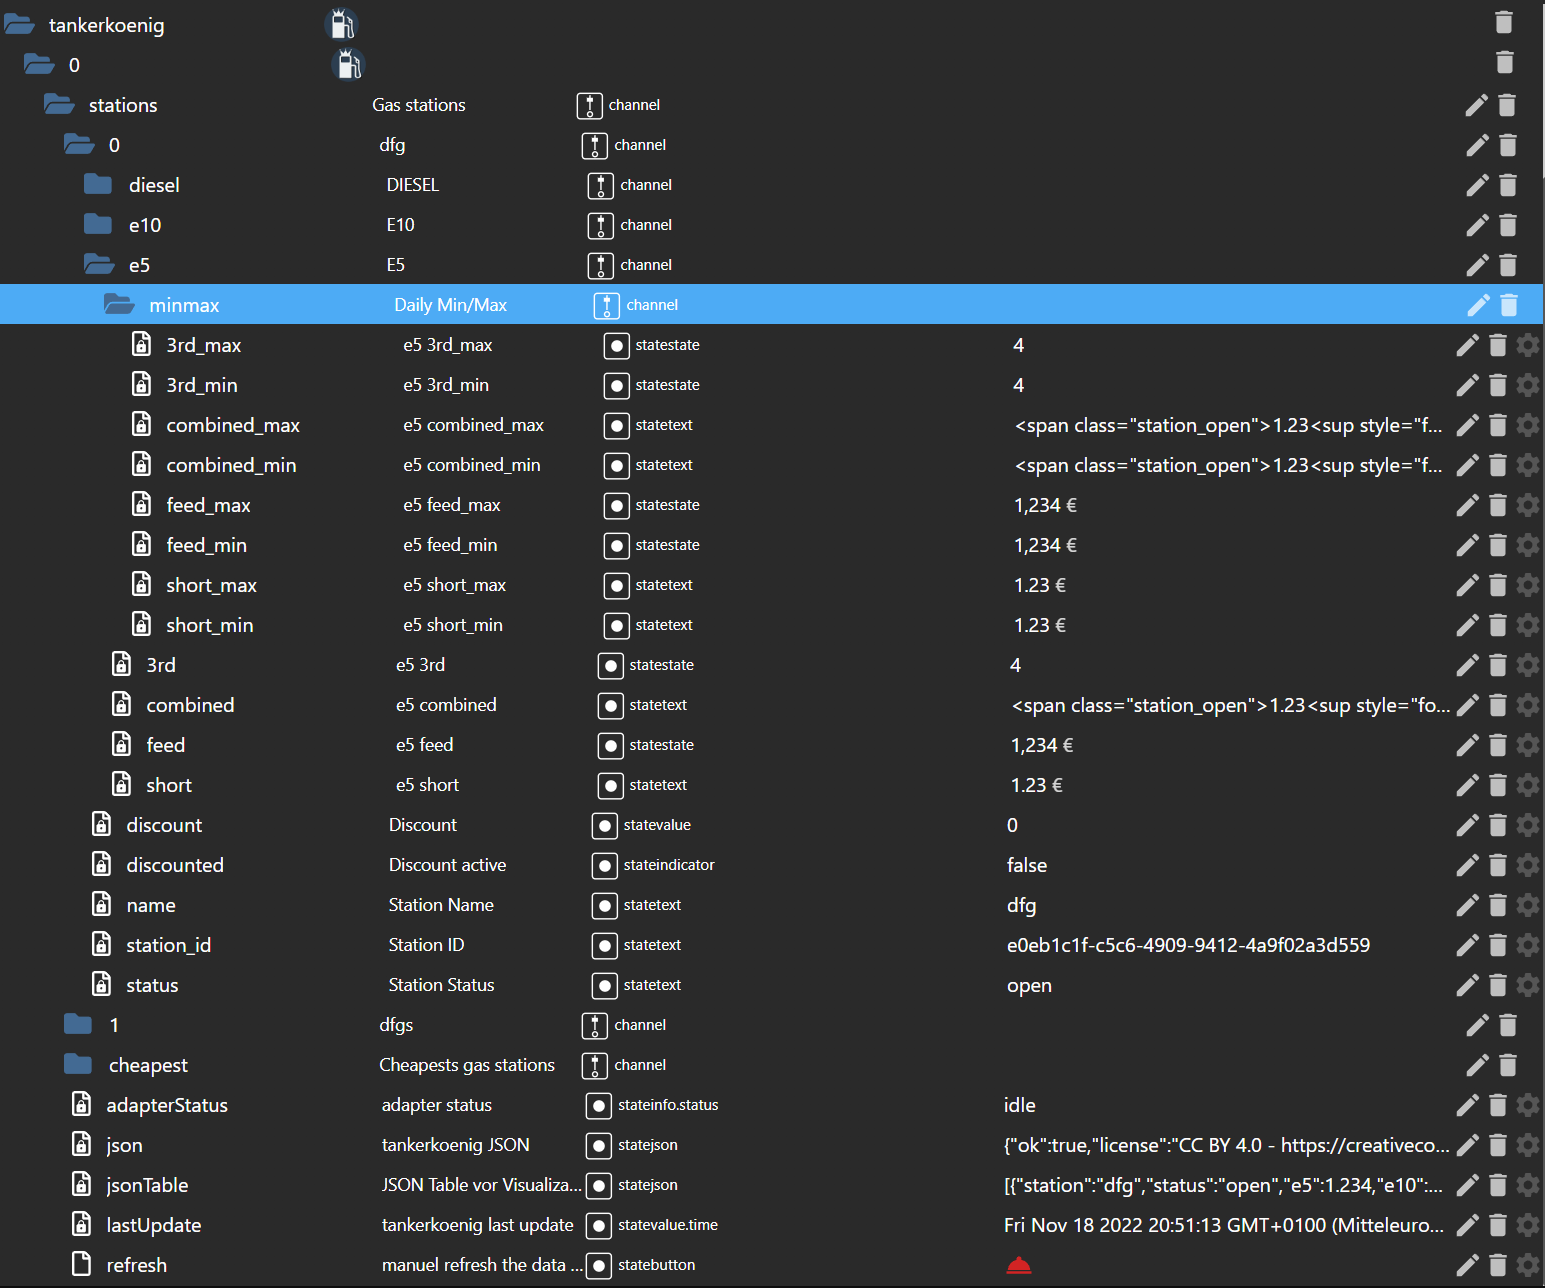 tankerkoenig
0
stations Gas stations channel
0 dfg channel
diesel DIESEL channel
e10 E10 channel
e5 E5 channel
minmax Daily Min/Max channel
3rd_max e5 3rd_max statestate 4
3rd_min e5 3rd_min statestate 4
combined_max e5 combined_max statetext <span class="station_open">1.23<sup style="f...
combined_min e5 combined_min statetext <span class="station_open">1.23<sup style="f...
feed_max e5 feed_max statestate 1,234 €
feed_min e5 feed_min statestate 1,234 €
short_max e5 short_max statetext 1.23 €
short_min e5 short_min statetext 1.23 €
3rd e5 3rd statestate 4
combined e5 combined statetext <span class="station_open">1.23<sup style="fo...
feed e5 feed statestate 1,234 €
short e5 short statetext 1.23 €
discount Discount statevalue 0
discounted Discount active stateindicator false
name Station Name statetext dfg
station_id Station ID statetext e0eb1c1f-c5c6-4909-9412-4a9f02a3d559
status Station Status statetext open
1 dfgs channel
cheapest Cheapests gas stations channel
adapterStatus adapter status stateinfo.status idle
json tankerkoenig JSON statejson {"ok":true,"license":"CC BY 4.0 - https://creativeco...
jsonTable JSON Table vor Visualiza... statejson [{"station":"dfg","status":"open","e5":1.234,"e10":...
lastUpdate tankerkoenig last update statevalue.time Fri Nov 18 2022 20:51:13 GMT+0100 (Mitteleuro...
refresh manuel refresh the data ... statebutton